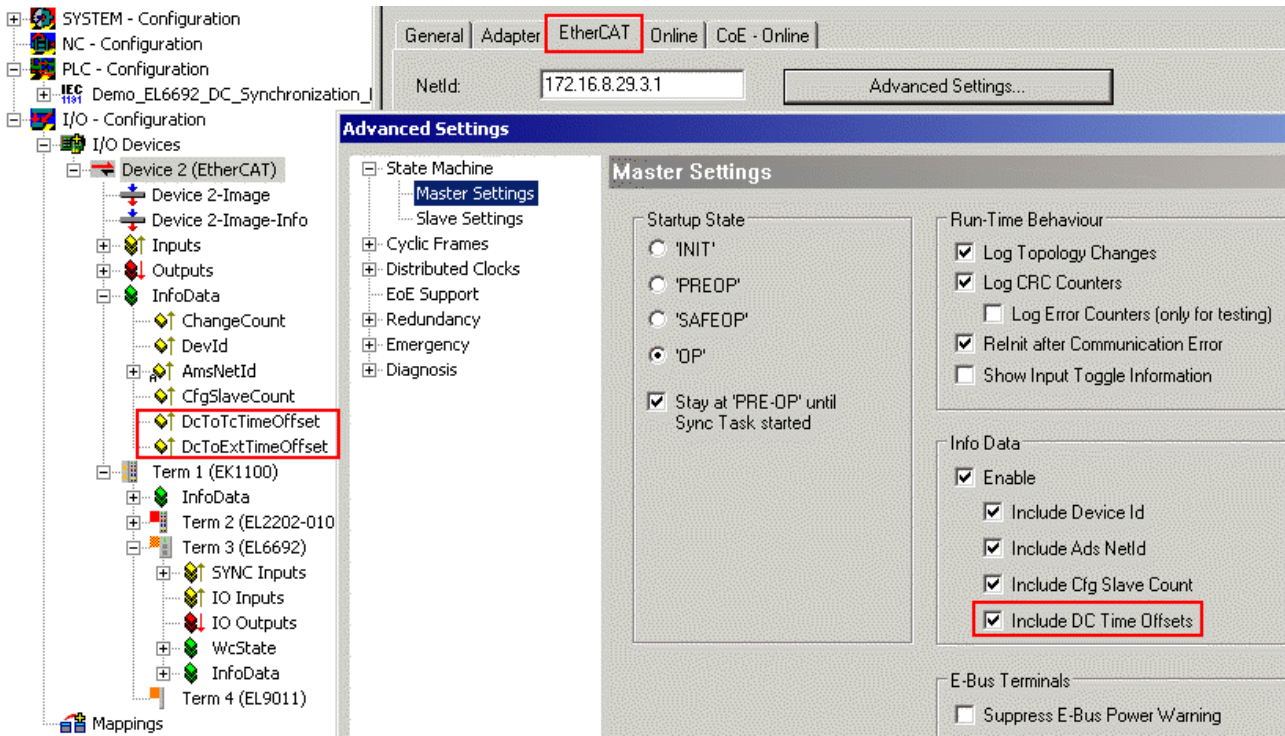 SYSTEM - Configuration
NC - Configuration
PLC - Configuration
IEC
1131
Demo_EL6692_DC_Synchronization_
I/O - Configuration
I/O Devices
Device 2 (EtherCAT)
Device 2-Image
Device 2-Image-Info
Inputs
Outputs
InfoData
ChangeCount
DevId
A
AmsNetId
CfgSlaveCount
DcToTcTimeOffset
DcToExtTimeOffset
Term 1 (EK1100)
InfoData
Term 2 (EL2202-010
Term 3 (EL6692)
SYNC Inputs
IO Inputs
IO Outputs
WcState
InfoData
Term 4 (EL9011)
Mappings
General
Adapter
EtherCAT
Online
CoE - Online
NetId:
172.16.8.29.3.1
Advanced Settings...
Advanced Settings
State Machine
Master Settings
Slave Settings
Cyclic Frames
Distributed Clocks
EoE Support
Redundancy
Emergency
Diagnosis
Master Settings
Startup State
'INIT'
'PREOP'
'SAFEOP'
'OP'
Stay at 'PRE-OP' until
Sync Task started
Run-Time Behaviour
Log Topology Changes
Log CRC Counters
Log Error Counters (only for testing)
ReInit after Communication Error
Show Input Toggle Information
Info Data
Enable
Include Device Id
Include Ads NetId
Include Cfg Slave Count
Include DC Time Offsets
E-Bus Terminals
Suppress E-Bus Power Warning